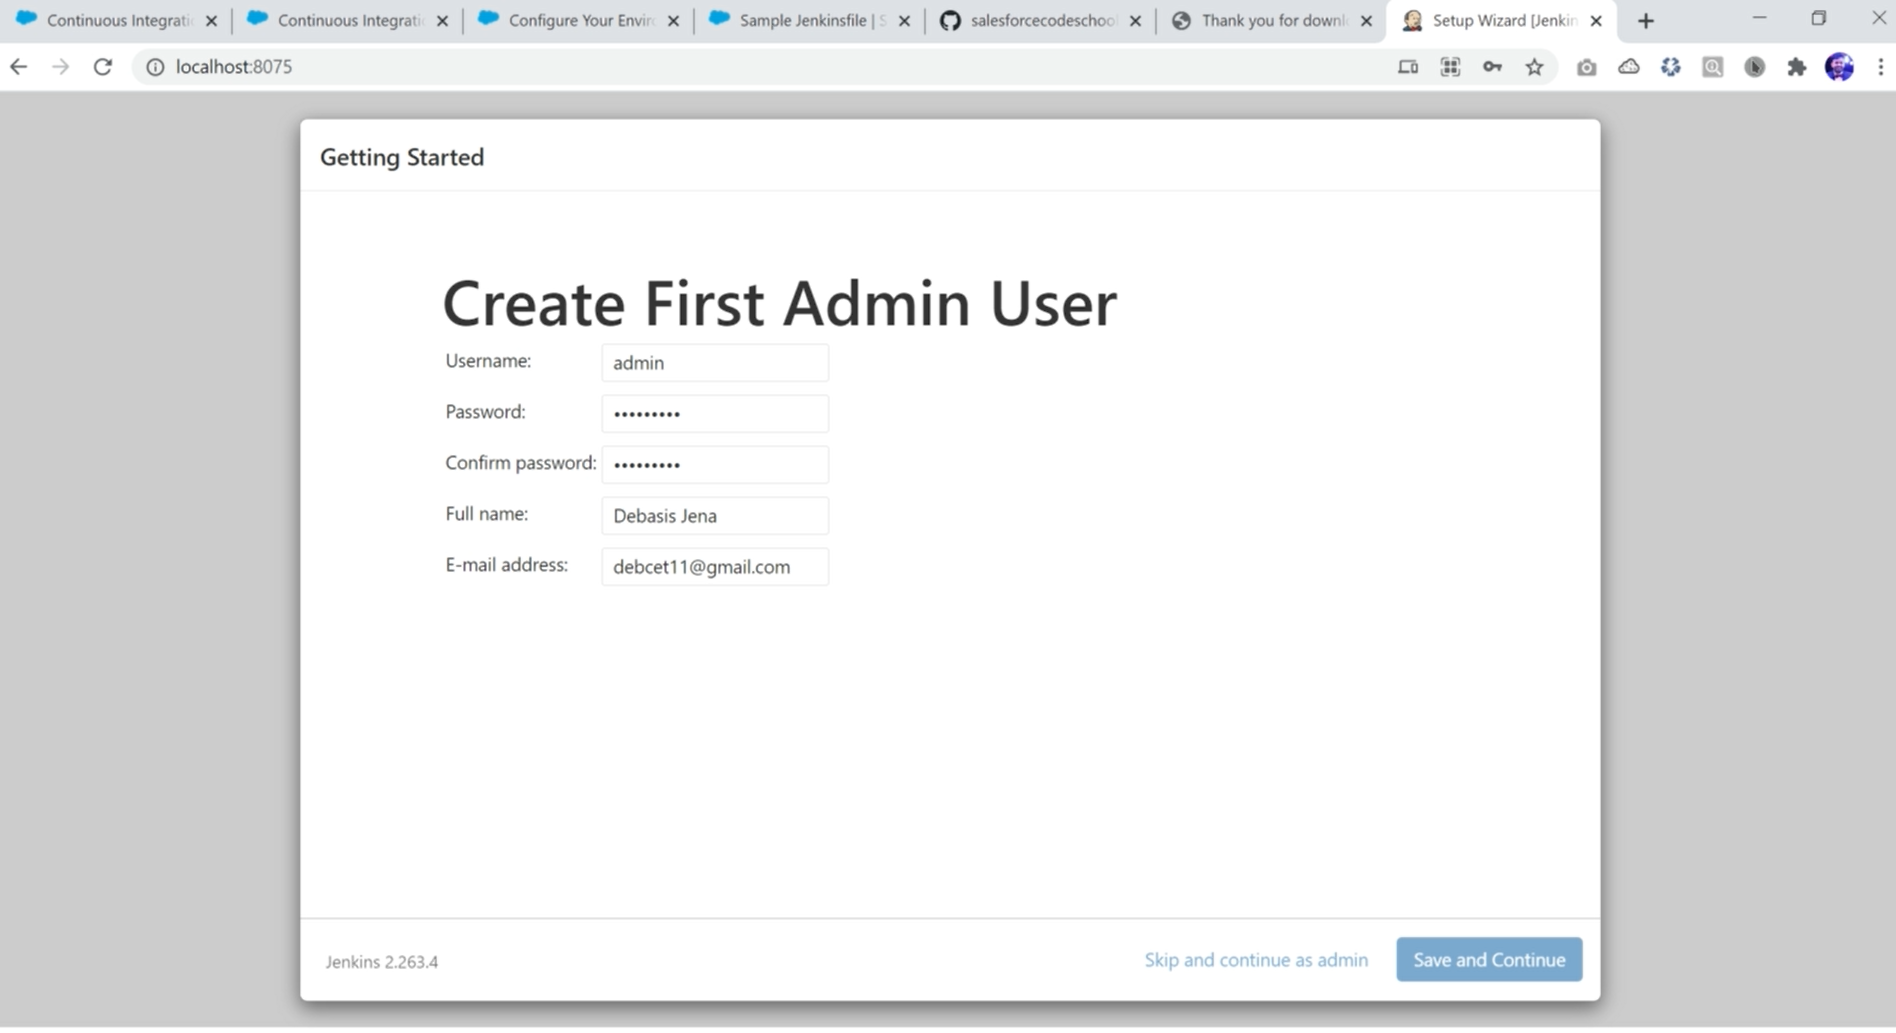 Continuous Integrati
Continuous Integrati
Configure Your Envir
Sample Jenkinsfile | S
salesforcecodeschool
Thank you for downl
Setup Wizard [Jenkin
localhost:8075
Getting Started
Create First Admin User
Username: admin
Password: •••••••••
Confirm password: •••••••••
Full name: Debasis Jena
E-mail address: debcet11@gmail.com
Jenkins 2.263.4
Skip and continue as admin
Save and Continue